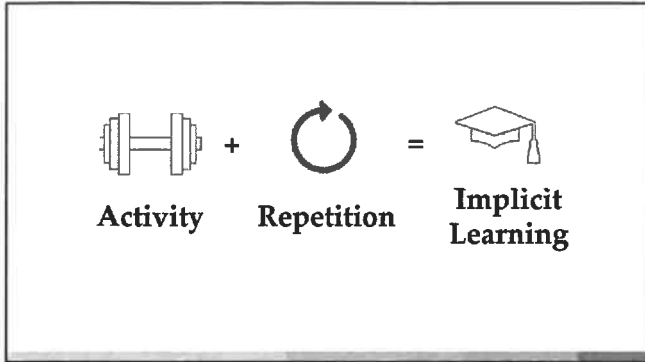 + =
Activity Repetition Implicit
Learning